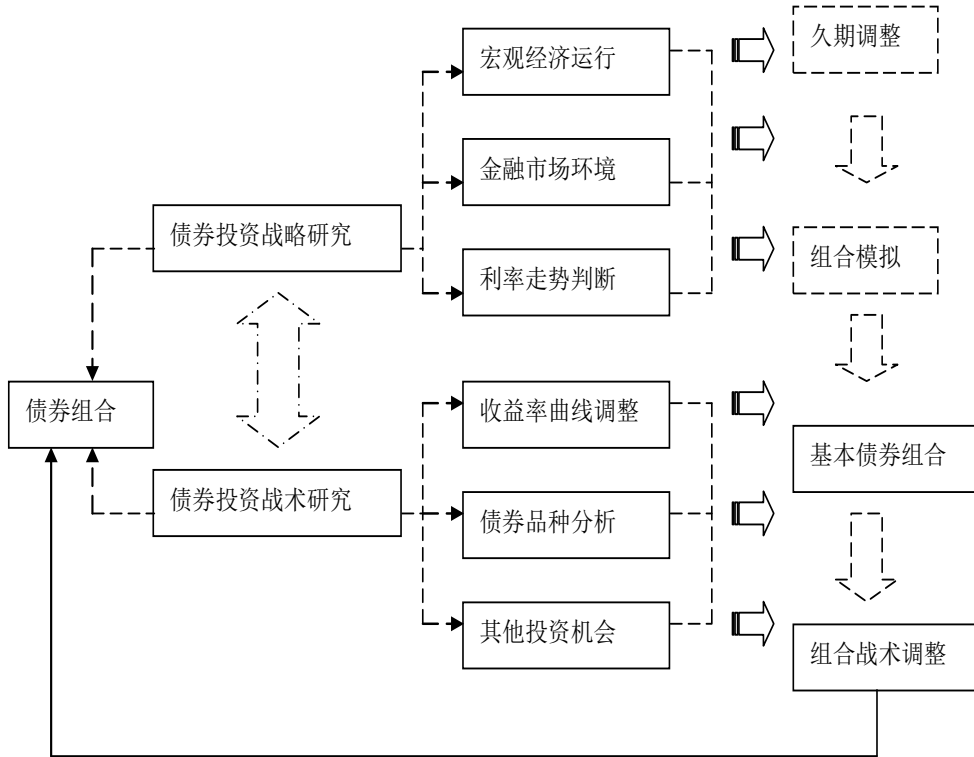 宏观经济运行
久期调整
金融市场环境
债券投资战略研究
组合模拟
利率走势判断
债券组合
收益率曲线调整
基本债券组合
债券投资战术研究
债券品种分析
其他投资机会
组合战术调整